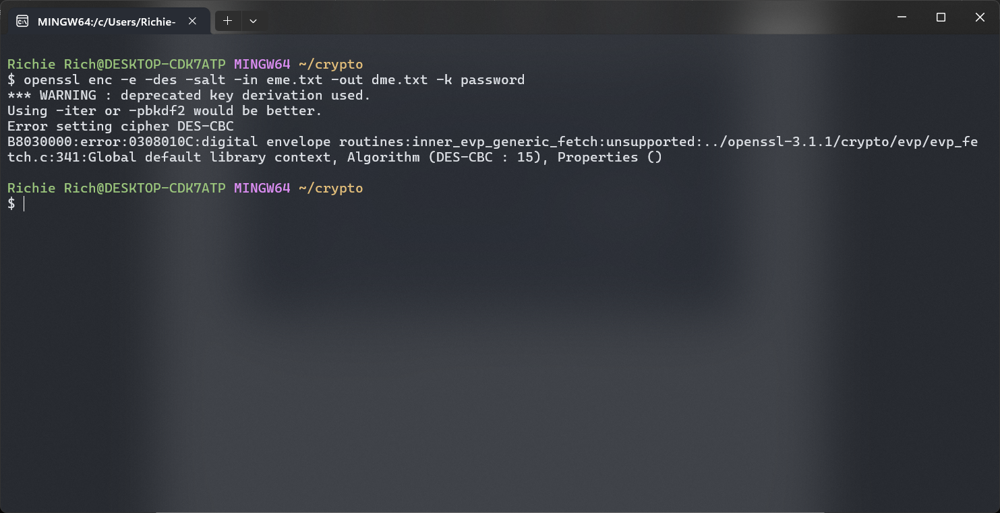 MINGW64:/c/Users/Richie-
Richie Rich@DESKTOP-CDK7ATP MINGW64 ~/crypto
$ openssl enc -e -des -salt -in eme.txt -out dme.txt -k password
*** WARNING : deprecated key derivation used.
Using -iter or -pbkdf2 would be better.
Error setting cipher DES-CBC
B8030000:error:0308010C:digital envelope routines:inner_evp_generic_fetch:unsupported:../openssl-3.1.1/crypto/evp/evp_fe
tch.c:341:Global default library context, Algorithm (DES-CBC : 15), Properties ()
Richie Rich@DESKTOP-CDK7ATP MINGW64 ~/crypto
$